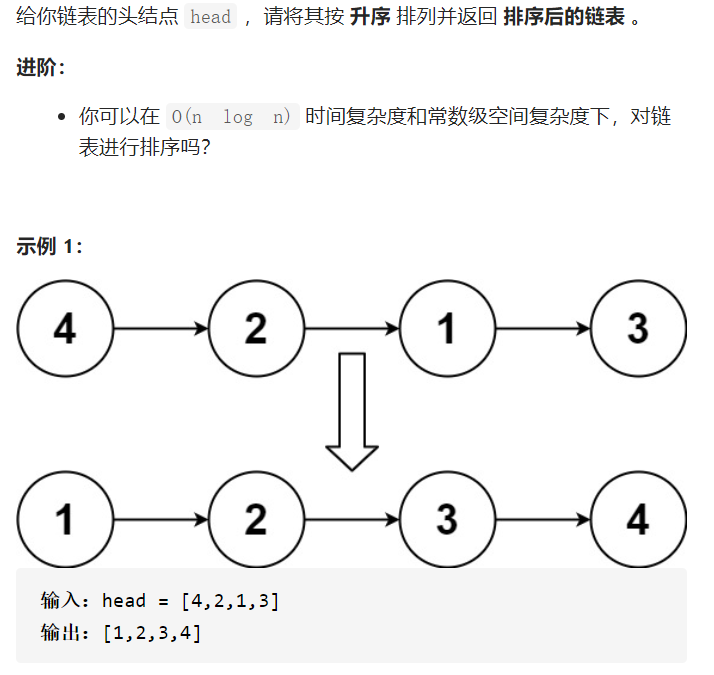 给你链表的头结点 head ，请将其按 升序 排列并返回 排序后的链表 。
进阶：
• 你可以在 O(n log n) 时间复杂度和常数级空间复杂度下，对链
表进行排序吗？
示例 1：
4 2 1 3
1 2 3 4
输入：head = [4,2,1,3]
输出：[1,2,3,4]